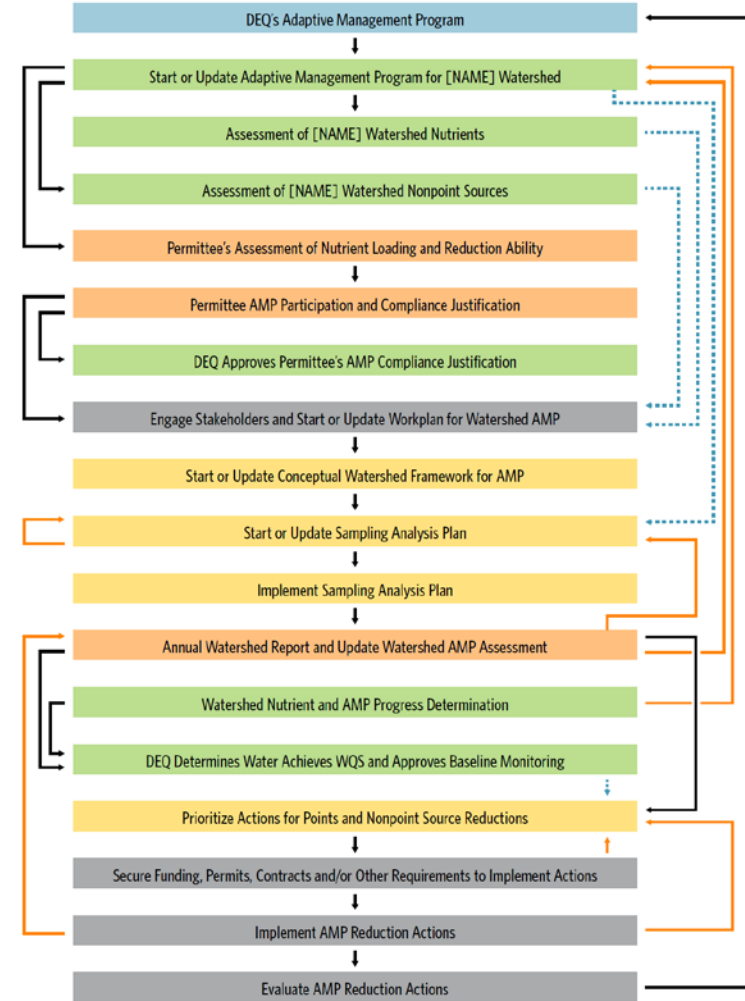 DEQ's Adaptive Management Program
Start or Update Adaptive Management Program for [NAME] Watershed
Assessment of [NAME] Watershed Nutrients
Assessment of [NAME] Watershed Nonpoint Sources
Permittee's Assessment of Nutrient Loading and Reduction Ability
Permittee AMP Participation and Compliance Justification
DEQ Approves Permittee's AMP Compliance Justification
Engage Stakeholders and Start or Update Workplan for Watershed AMP
Start or Update Conceptual Watershed Framework for AMP
Start or Update Sampling Analysis Plan
Implement Sampling Analysis Plan
Annual Watershed Report and Update Watershed AMP Assessment
Watershed Nutrient and AMP Progress Determination
DEQ Determines Water Achieves WQS and Approves Baseline Monitoring
Prioritize Actions for Points and Nonpoint Source Reductions
Secure Funding, Permits, Contracts and/or Other Requirements to Implement Actions
Implement AMP Reduction Actions
Evaluate AMP Reduction Actions